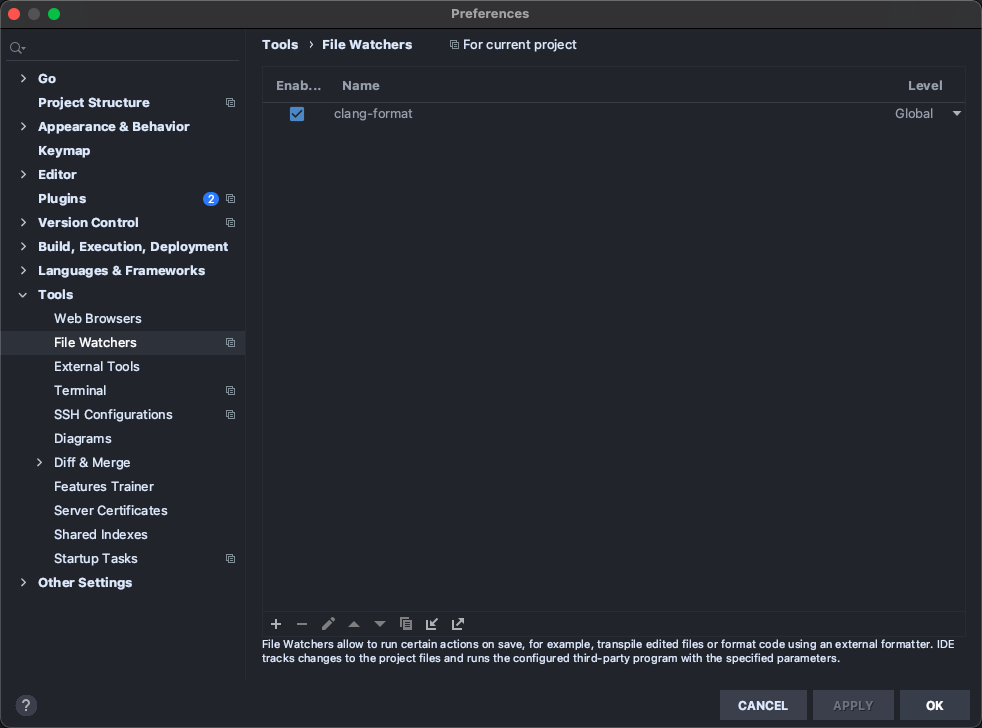 Preferences
Tools › File Watchers For current project
Go
Project Structure
Appearance & Behavior
Keymap
Editor
Plugins 2
Version Control
Build, Execution, Deployment
Languages & Frameworks
Tools
Web Browsers
File Watchers
External Tools
Terminal
SSH Configurations
Diagrams
Diff & Merge
Features Trainer
Server Certificates
Shared Indexes
Startup Tasks
Other Settings
Enab... Name Level
clang-format Global
File Watchers allow to run certain actions on save, for example, transpile edited files or format code using an external formatter. IDE
tracks changes to the project files and runs the configured third-party program with the specified parameters.
? CANCEL APPLY OK